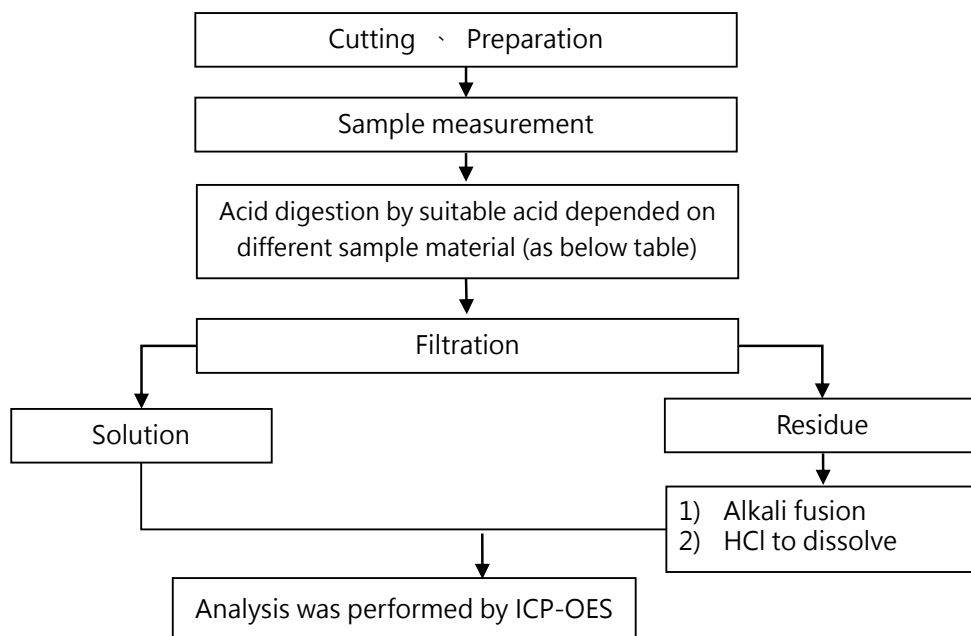 Cutting 、 Preparation
Sample measurement
Acid digestion by suitable acid depended on
different sample material (as below table)
Filtration
Solution
Residue
1) Alkali fusion
2) HCl to dissolve
Analysis was performed by ICP-OES